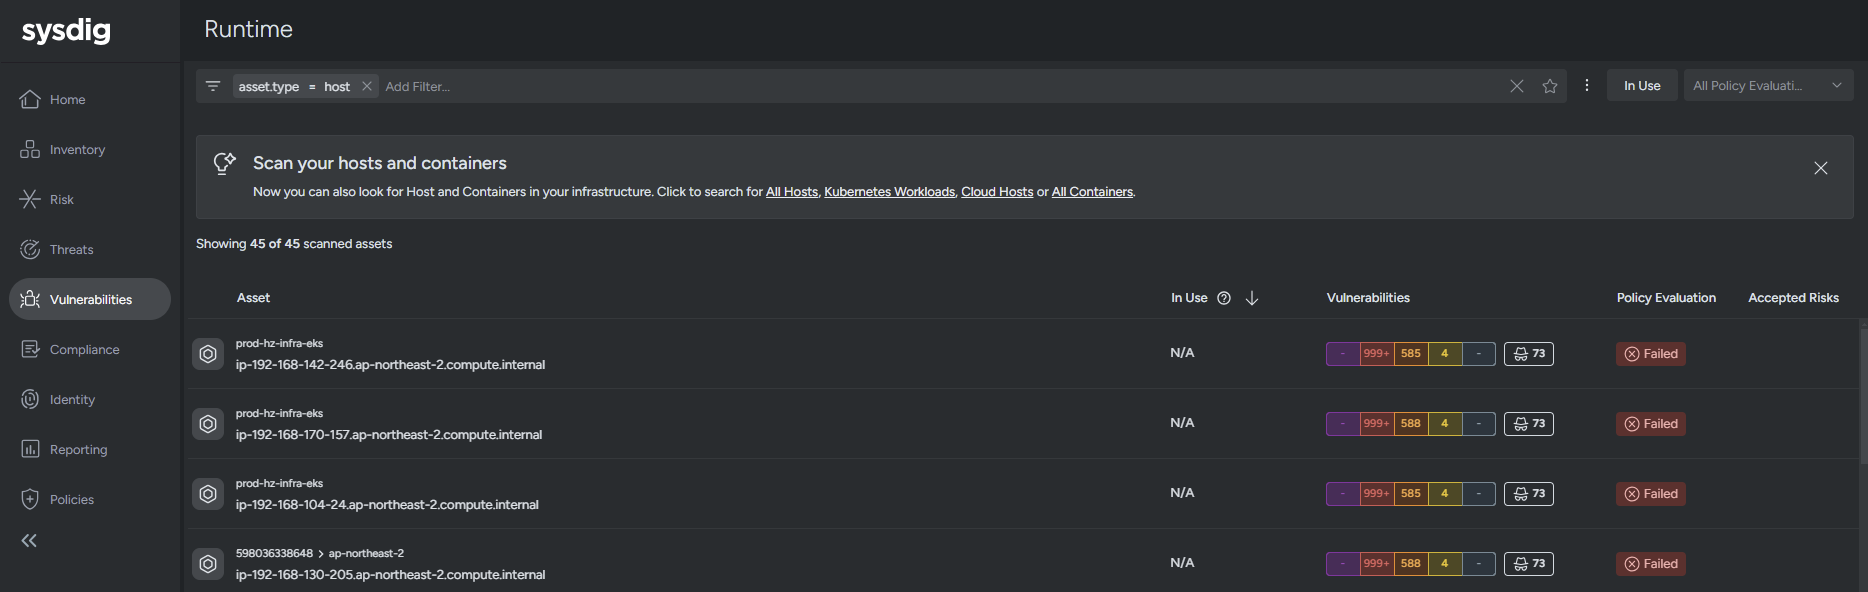 sysdig
Runtime
asset.type = host
Add Filter...
In Use
All Policy Evaluati...
Home
Inventory
Risk
Threats
Vulnerabilities
Compliance
Identity
Reporting
Policies
Scan your hosts and containers
Now you can also look for Host and Containers in your infrastructure. Click to search for All Hosts, Kubernetes Workloads, Cloud Hosts or All Containers.
Showing 45 of 45 scanned assets
Asset In Use ? Vulnerabilities Policy Evaluation Accepted Risks
prod-hz-infra-eks
ip-192-168-142-246.ap-northeast-2.compute.internal
N/A - 999+ 585 4 - 73 Failed
prod-hz-infra-eks
ip-192-168-170-157.ap-northeast-2.compute.internal
N/A - 999+ 588 4 - 73 Failed
prod-hz-infra-eks
ip-192-168-104-24.ap-northeast-2.compute.internal
N/A - 999+ 585 4 - 73 Failed
598036338648 > ap-northeast-2
ip-192-168-130-205.ap-northeast-2.compute.internal
N/A - 999+ 588 4 - 73 Failed